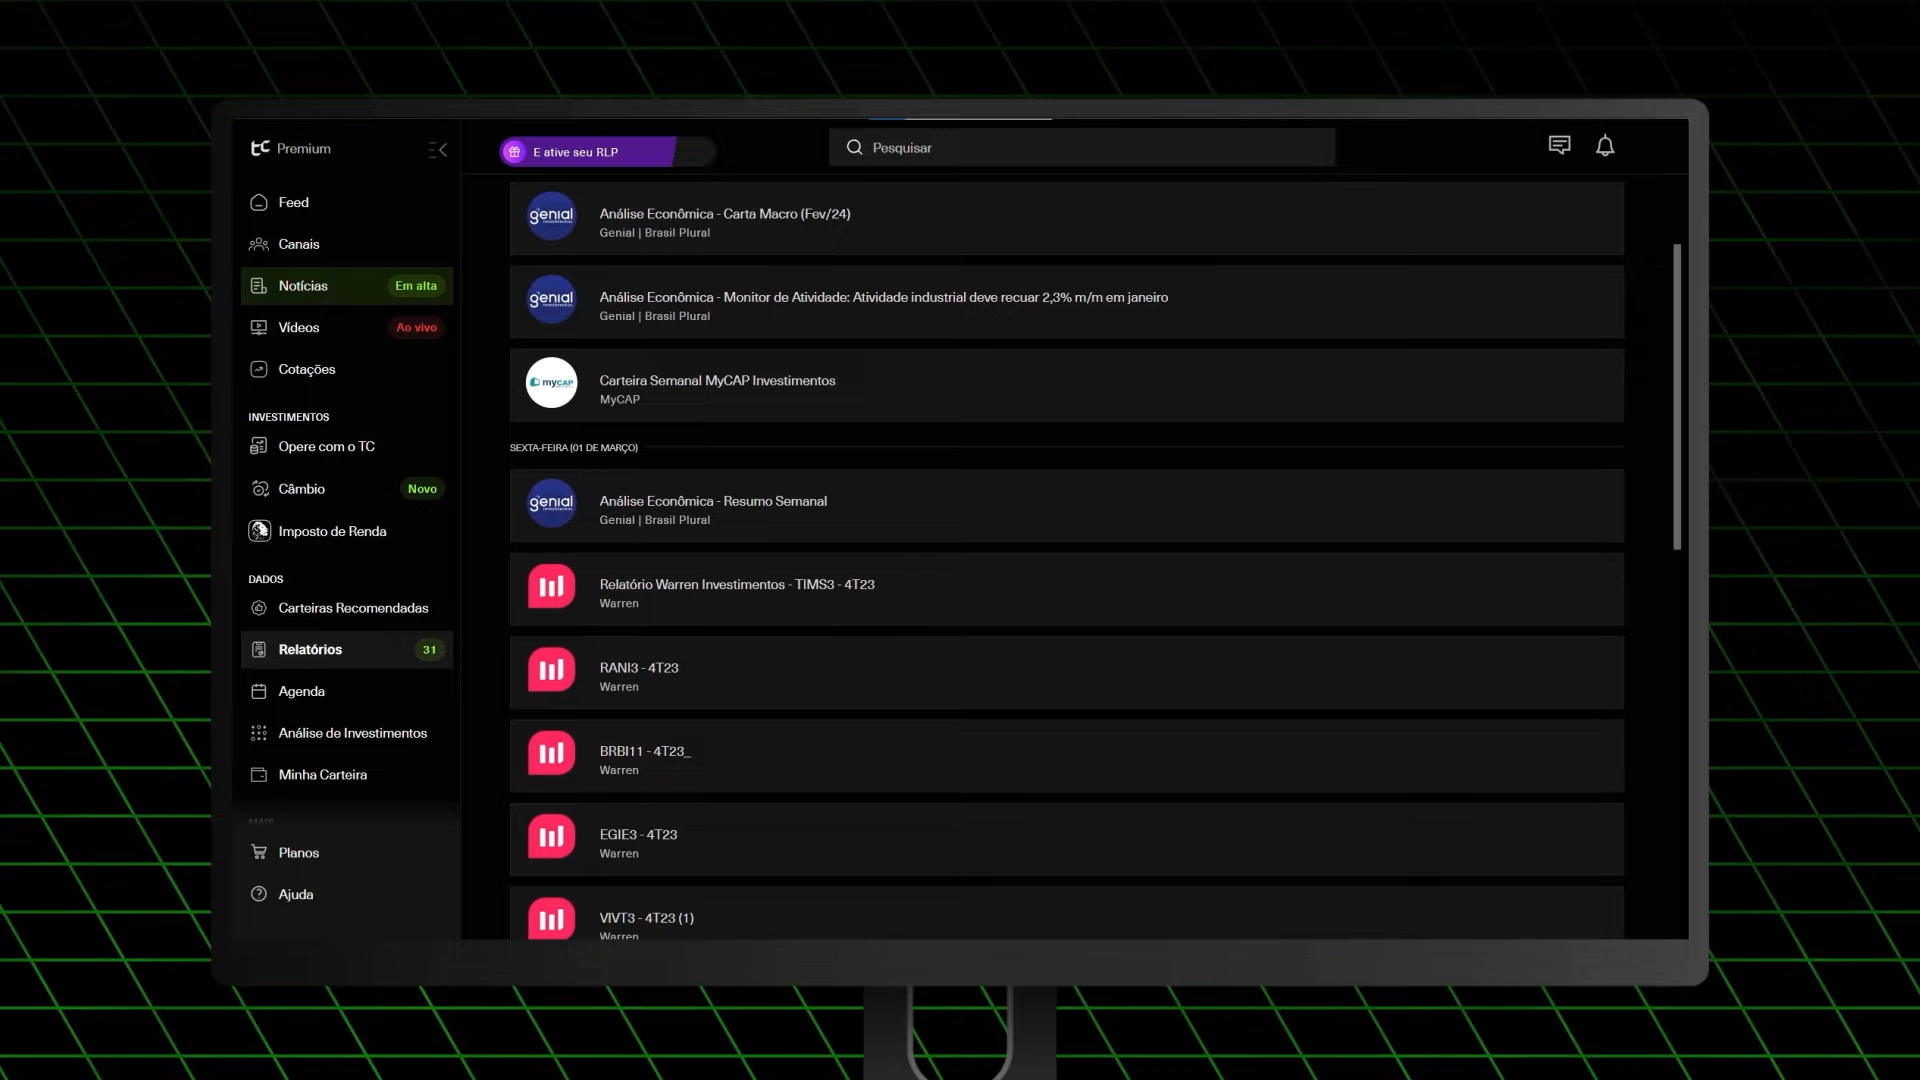 tc Premium
E ative seu RLP
Pesquisar
Feed
Canais
Notícias
Em alta
Vídeos
Ao vivo
Cotações
INVESTIMENTOS
Opere com o TC
Câmbio
Novo
Imposto de Renda
DADOS
Carteiras Recomendadas
Relatórios
31
Agenda
Análise de Investimentos
Minha Carteira
MAIS
Planos
Ajuda
genial
Análise Econômica - Carta Macro (Fev/24)
Genial | Brasil Plural
genial
Análise Econômica - Monitor de Atividade: Atividade industrial deve recuar 2,3% m/m em janeiro
Genial | Brasil Plural
myCAP
Carteira Semanal MyCAP Investimentos
MyCAP
SEXTA-FEIRA (01 DE MARÇO)
genial
Análise Econômica - Resumo Semanal
Genial | Brasil Plural
Relatório Warren Investimentos - TIMS3 - 4T23
Warren
RANI3 - 4T23
Warren
BRBI11 - 4T23_
Warren
EGIE3 - 4T23
Warren
VIVT3 - 4T23 (1)
Warren